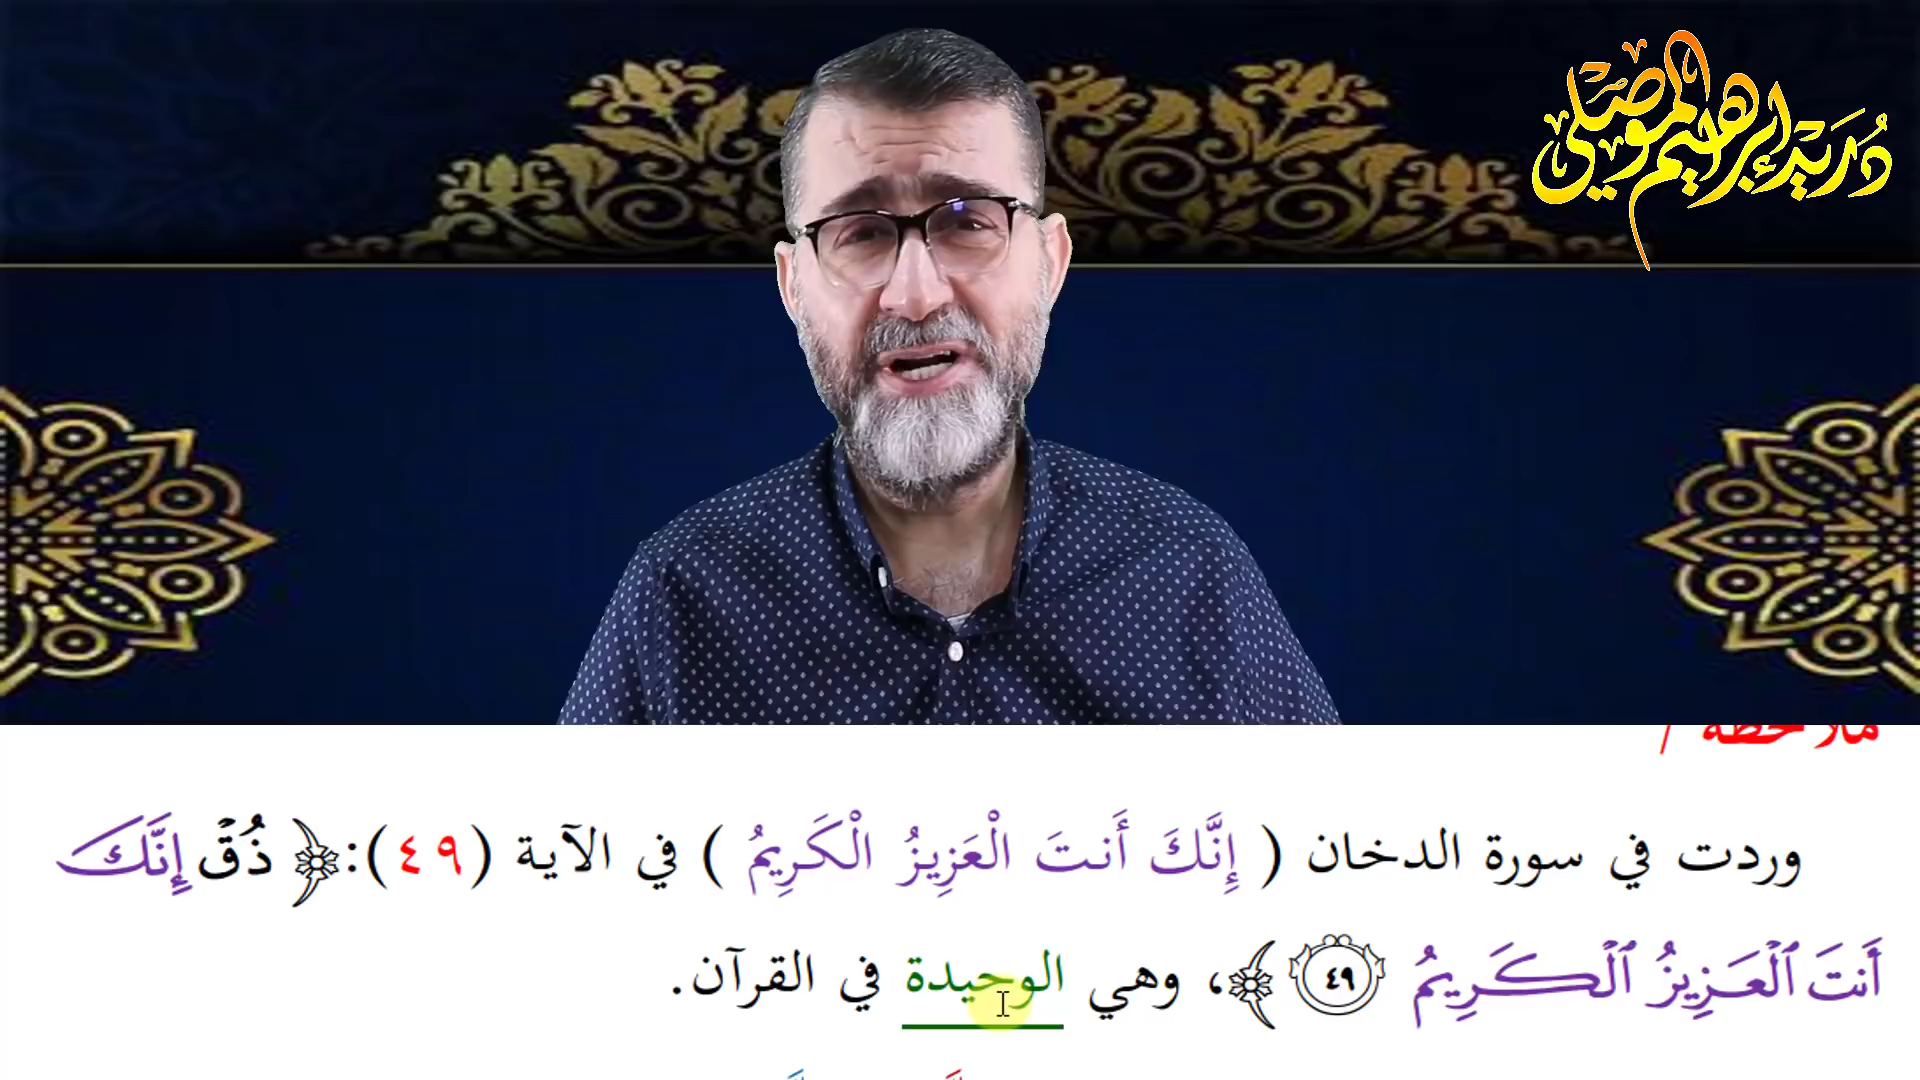 دُرَيْد إبراهيم الموصلي
ملاحظة /
وردت في سورة الدخان ( إِنَّكَ أَنتَ الْعَزِيزُ الْكَرِيمُ ) في الآية (٤٩): ﴿ ذُقْ إِنَّكَ
أَنتَ ٱلْعَزِيزُ ٱلْكَرِيمُ ٤٩ ﴾، وهي الوحيدة في القرآن.